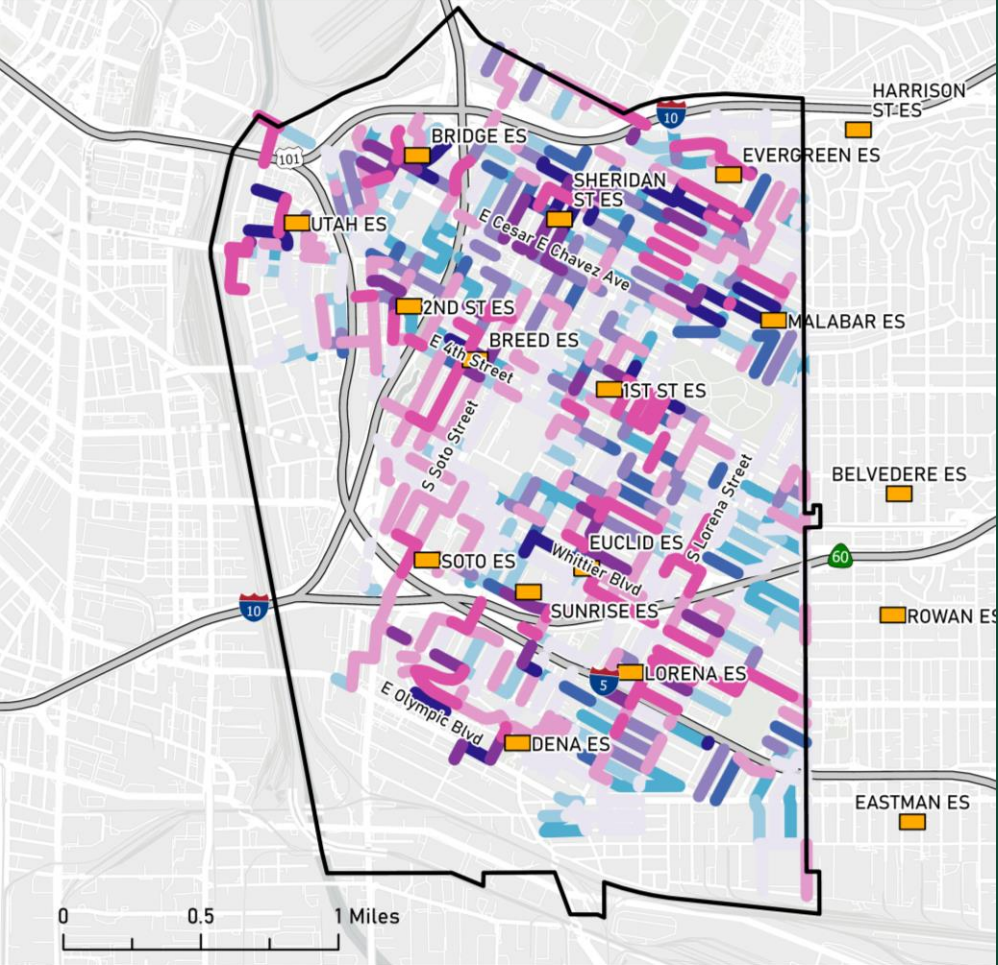 HARRISON
ST ES
10
BRIDGE ES
101
EVERGREEN ES
SHERIDAN
ST ES
UTAH ES
E Cesar E Chavez Ave
2ND ST ES
MALABAR ES
BREED ES
E 4th Street
1ST ST ES
S Soto Street
S Lorena Street
BELVEDERE ES
EUCLID ES
60
SOTO ES
Whittier Blvd
10
SUNRISE ES
ROWAN ES
LORENA ES
5
E Olympic Blvd
DENA ES
EASTMAN ES
0 0.5 1 Miles